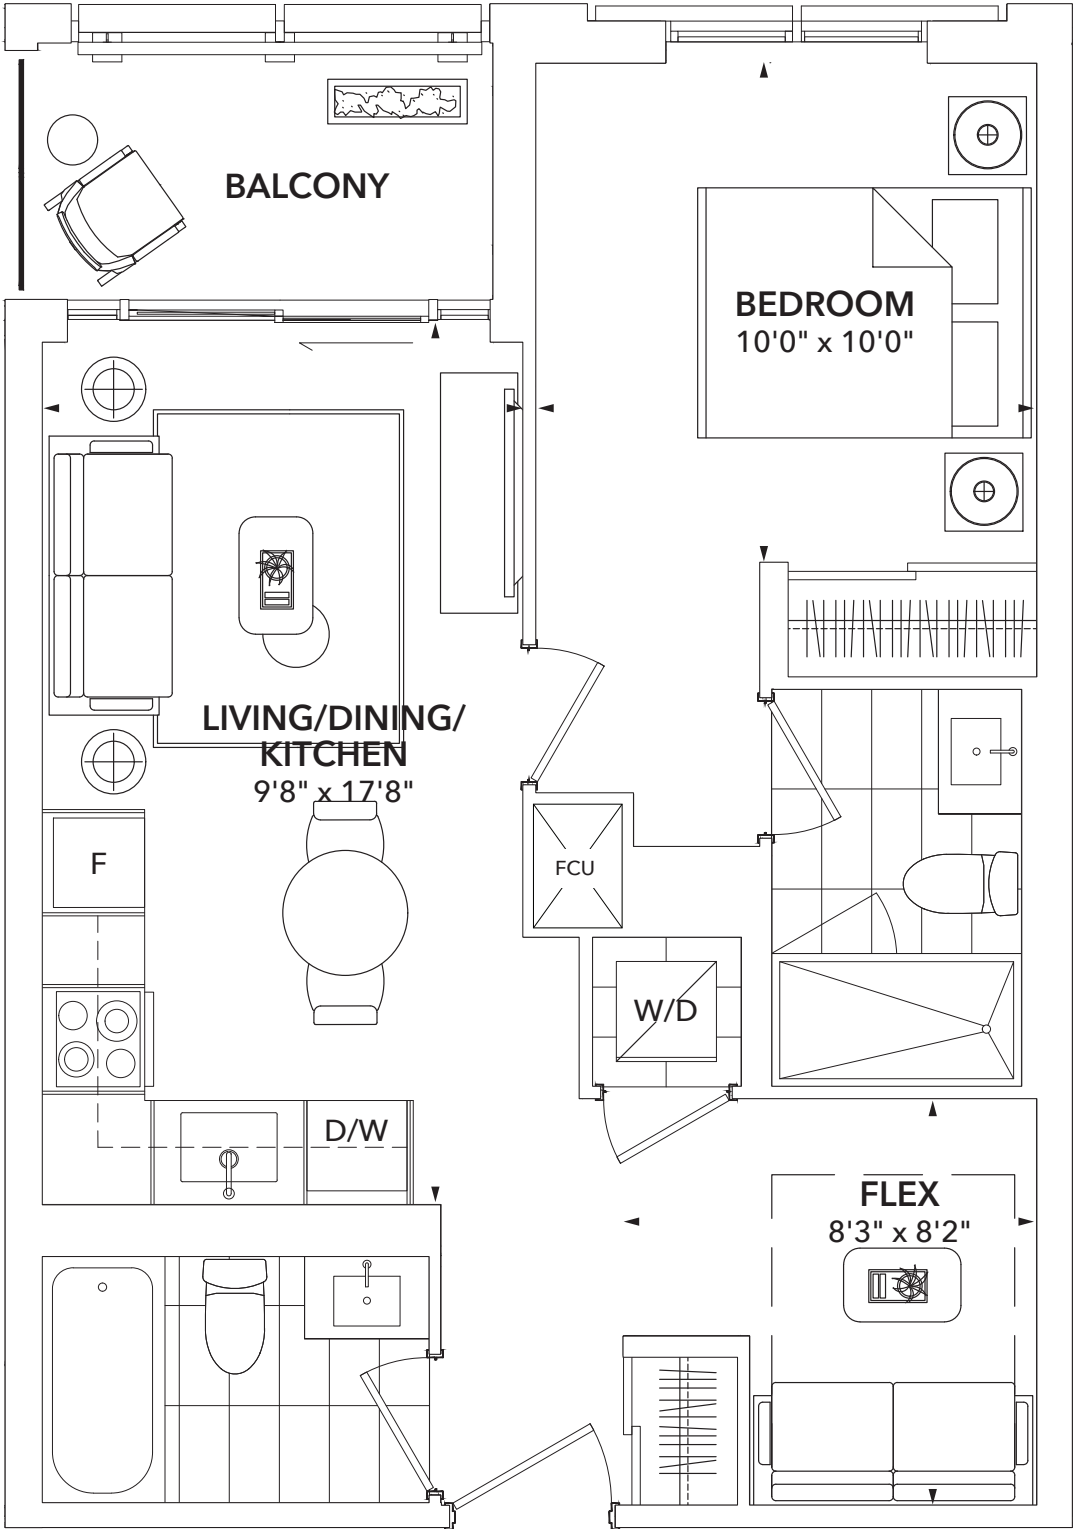 BALCONY
BEDROOM
10'0" x 10'0"
LIVING/DINING/
KITCHEN
9'8" x 17'8"
F
FCU
W/D
D/W
FLEX
8'3" x 8'2"